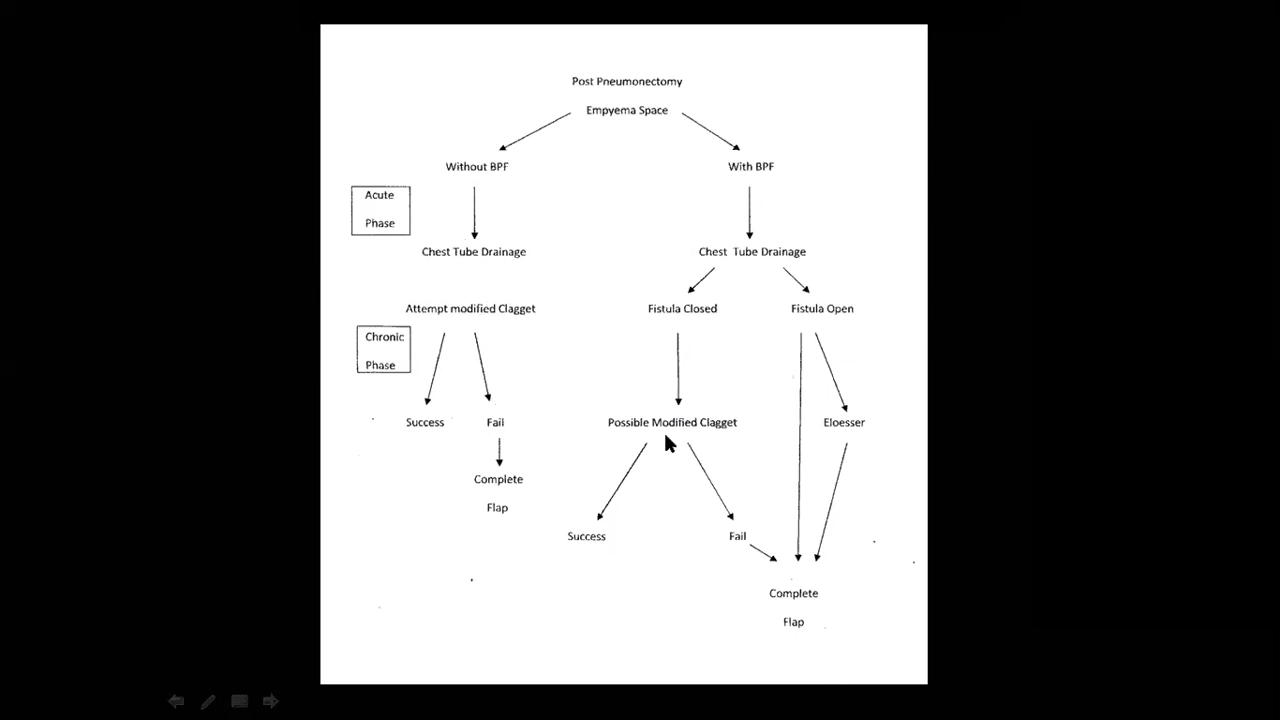 Post Pneumonectomy
Empyema Space
Without BPF
With BPF
Acute
Phase
Chest Tube Drainage
Chest Tube Drainage
Attempt modified Clagget
Fistula Closed
Fistula Open
Chronic
Phase
Success
Fail
Possible Modified Clagget
Eloesser
Complete
Flap
Success
Fail
Complete
Flap